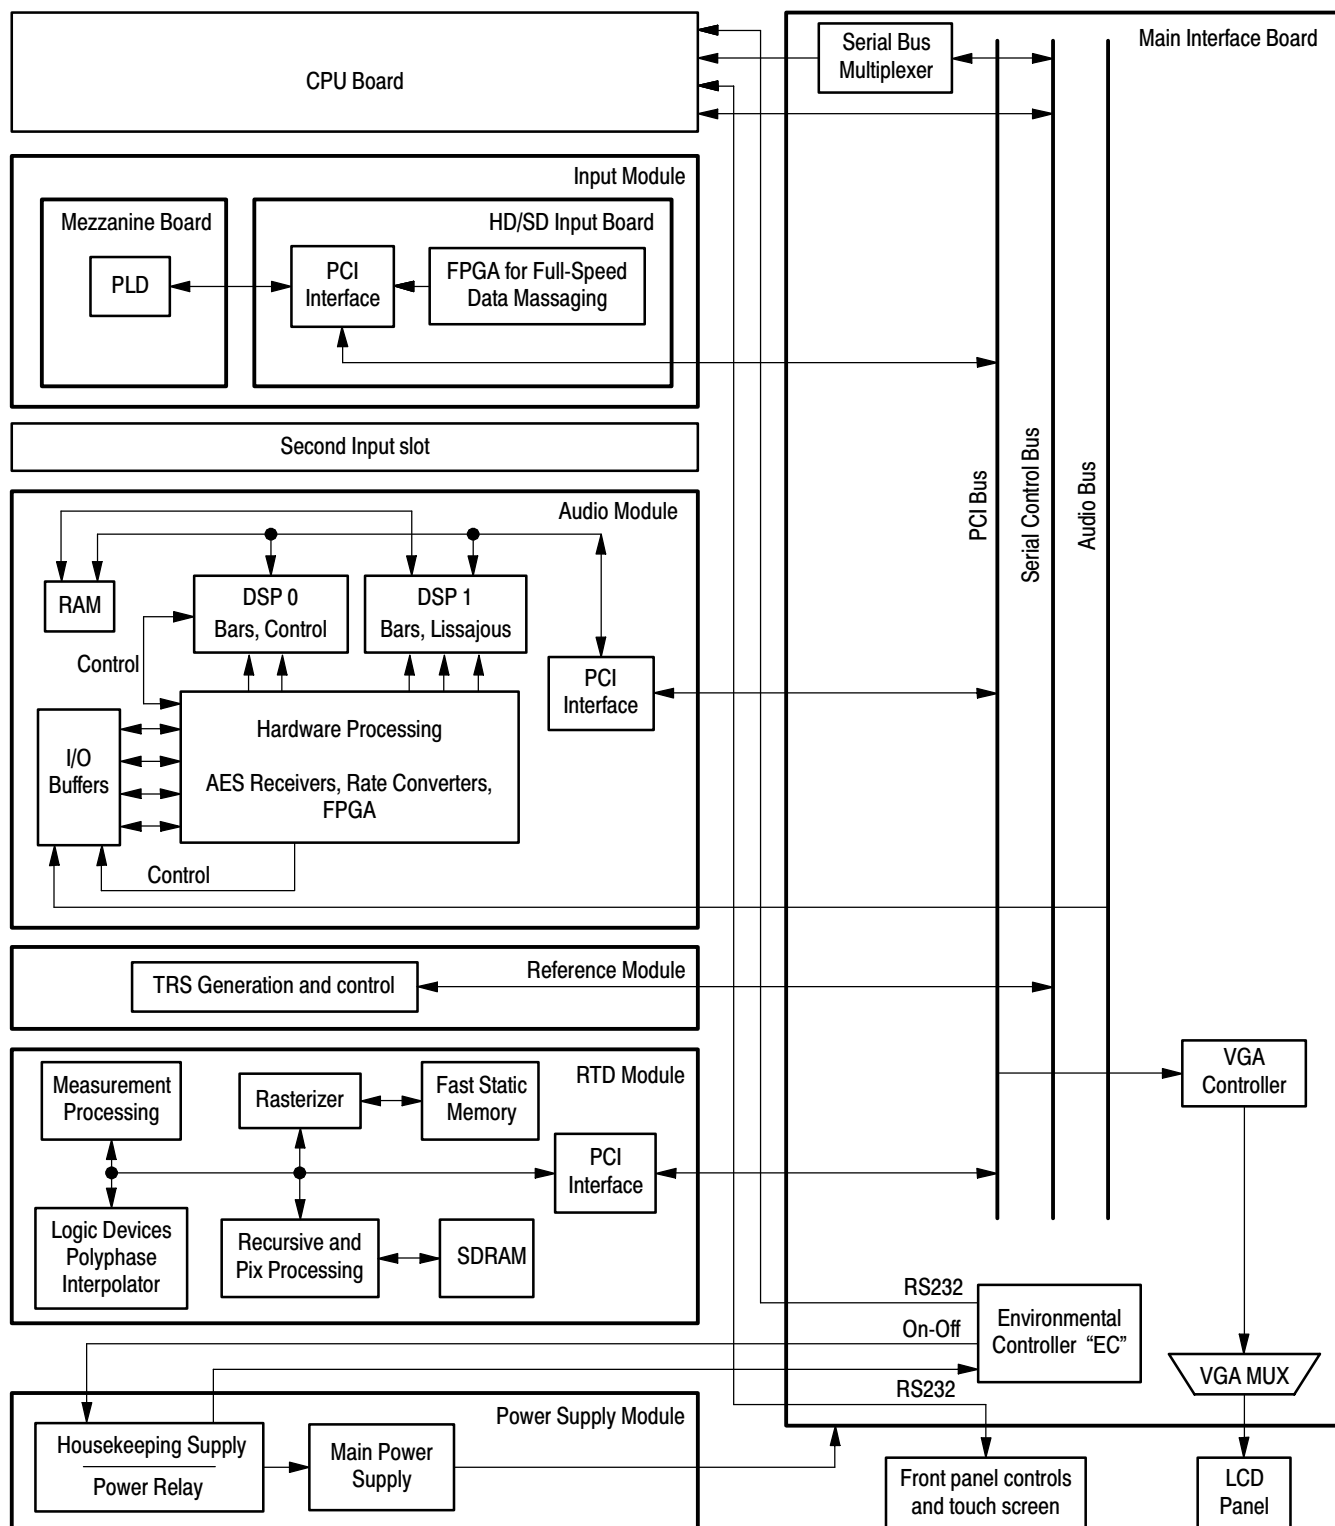 CPU Board
Serial Bus
Multiplexer
Main Interface Board
Input Module
Mezzanine Board
PLD
HD/SD Input Board
PCI
Interface
FPGA for Full-Speed
Data Massaging
Second Input slot
PCI Bus
Serial Control Bus
Audio Bus
Audio Module
RAM
DSP 0
Bars, Control
DSP 1
Bars, Lissajous
Control
PCI
Interface
I/O
Buffers
Hardware Processing
AES Receivers, Rate Converters,
FPGA
Control
Reference Module
TRS Generation and control
RTD Module
Measurement
Processing
Rasterizer
Fast Static
Memory
PCI
Interface
Logic Devices
Polyphase
Interpolator
Recursive and
Pix Processing
SDRAM
VGA
Controller
RS232
On-Off
RS232
Environmental
Controller “EC”
VGA MUX
Power Supply Module
Housekeeping Supply
Power Relay
Main Power
Supply
Front panel controls
and touch screen
LCD
Panel